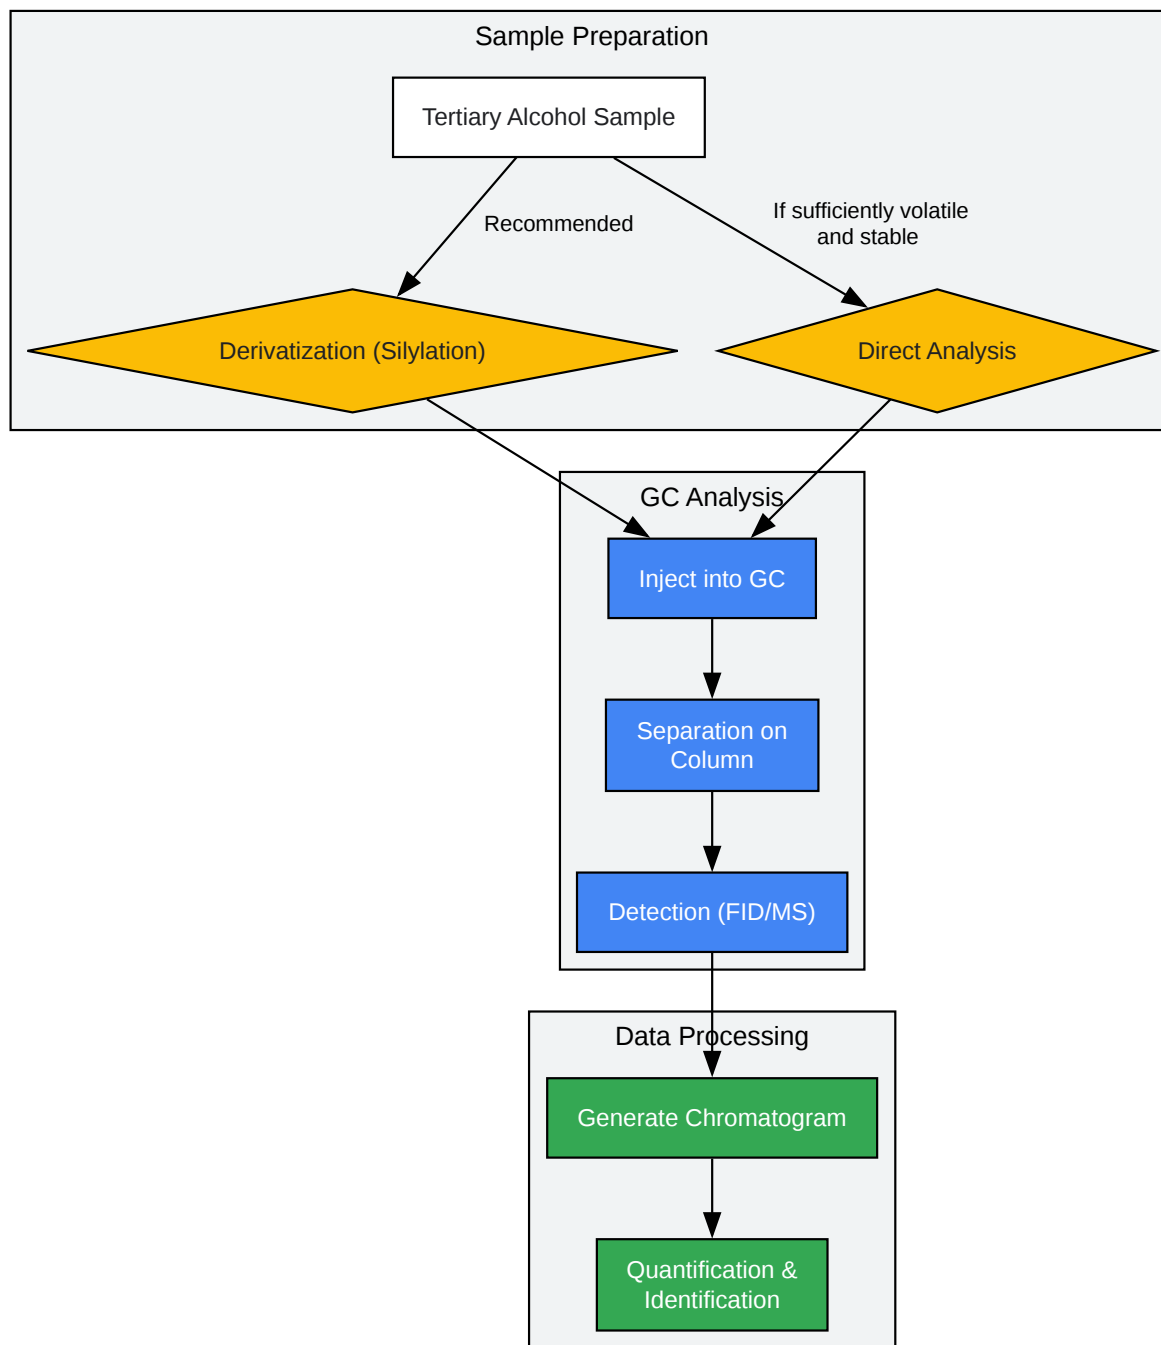 Sample Preparation
Tertiary Alcohol Sample
Recommended
If sufficiently volatile
and stable
Derivatization (Silylation)
Direct Analysis
GC Analysis
Inject into GC
Separation on
Column
Detection (FID/MS)
Data Processing
Generate Chromatogram
Quantification &
Identification